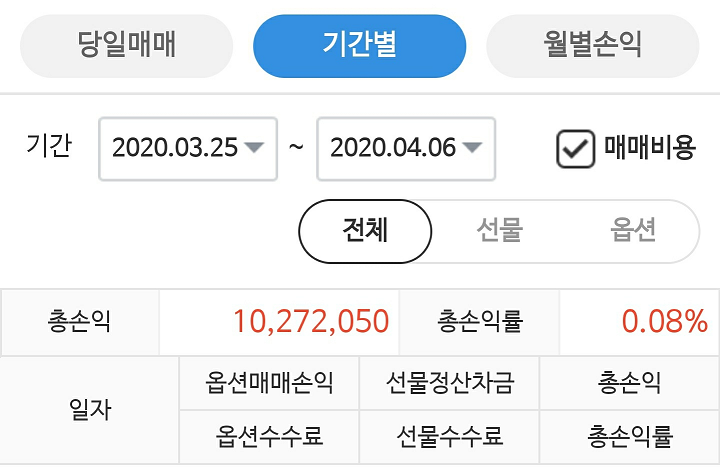 당일매매 기간별 월별손익
기간 2020.03.25 ~ 2020.04.06 매매비용
전체 선물 옵션
총손익 10,272,050 총손익률 0.08%
일자 옵션매매손익 선물정산차금 총손익
옵션수수료 선물수수료 총손익률